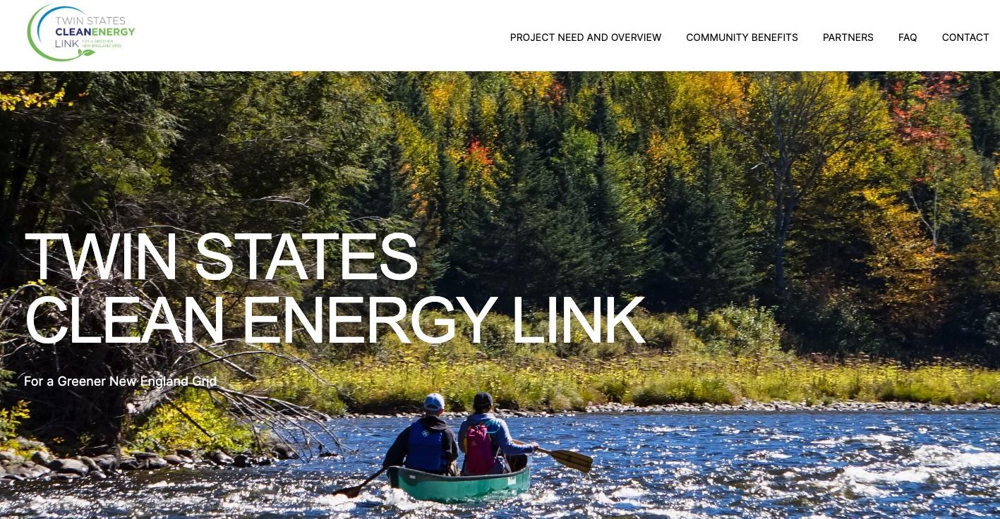 TWIN STATES
CLEANENERGY
LINK FOR A GREENER
NEW ENGLAND GRID
PROJECT NEED AND OVERVIEW COMMUNITY BENEFITS PARTNERS FAQ CONTACT
TWIN STATES
CLEAN ENERGY LINK
For a Greener New England Grid